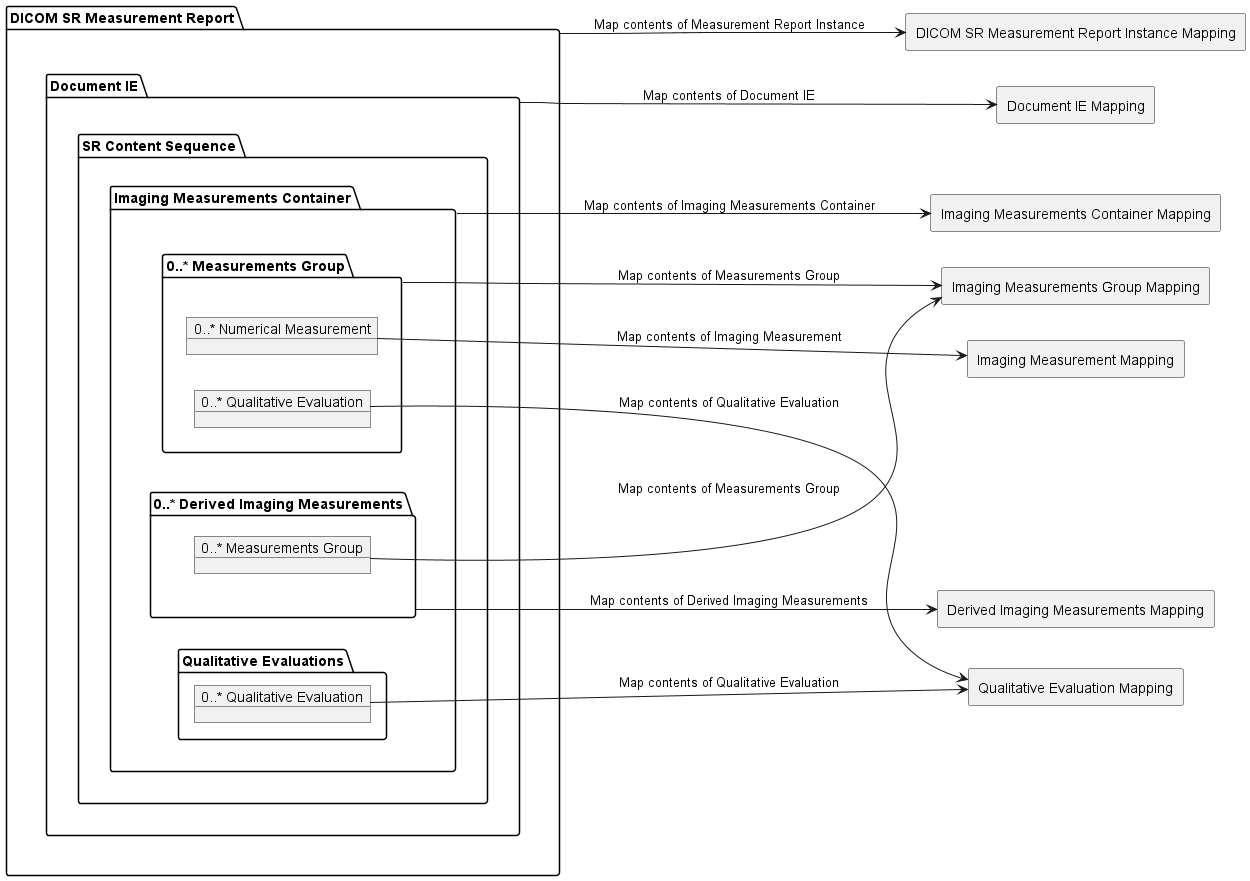 DICOM SR Measurement Report
Map contents of Measurement Report Instance
DICOM SR Measurement Report Instance Mapping
Document IE
Map contents of Document IE
Document IE Mapping
SR Content Sequence
Imaging Measurements Container
Map contents of Imaging Measurements Container
Imaging Measurements Container Mapping
0..* Measurements Group
Map contents of Measurements Group
Imaging Measurements Group Mapping
0..* Numerical Measurement
Map contents of Imaging Measurement
Imaging Measurement Mapping
0..* Qualitative Evaluation
Map contents of Qualitative Evaluation
Map contents of Measurements Group
0..* Derived Imaging Measurements
0..* Measurements Group
Map contents of Derived Imaging Measurements
Derived Imaging Measurements Mapping
Qualitative Evaluations
0..* Qualitative Evaluation
Map contents of Qualitative Evaluation
Qualitative Evaluation Mapping